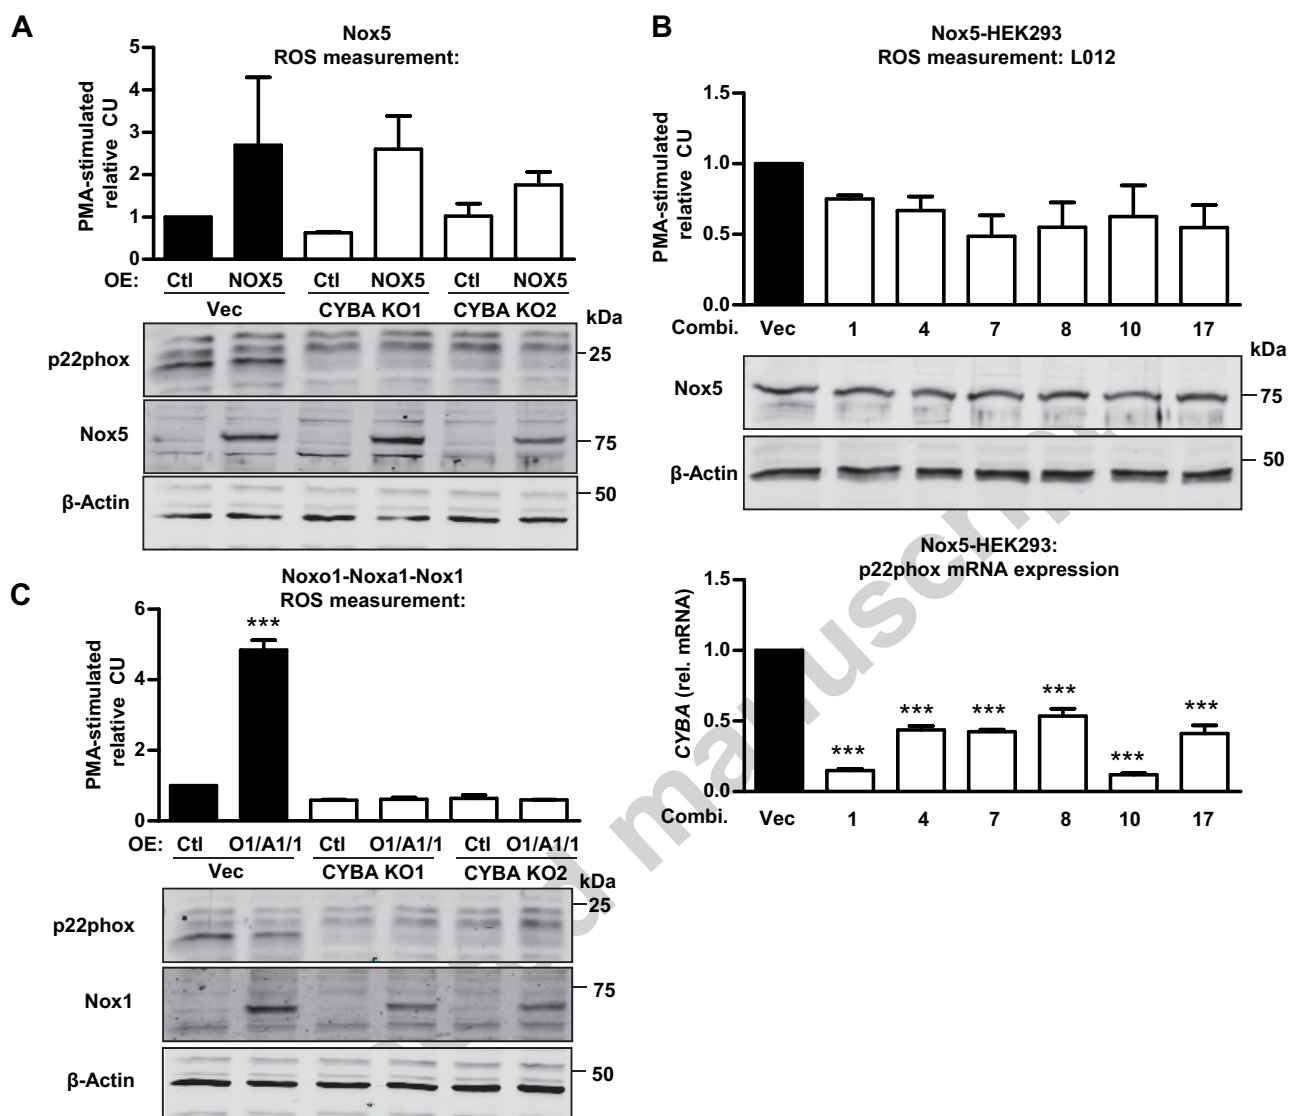 A
Nox5
ROS measurement:
PMA-stimulated
relative CU
5
4
3
2
1
0
OE: Ctl NOX5 Ctl NOX5 Ctl NOX5
Vec CYBA KO1 CYBA KO2
kDa
p22phox
25
Nox5
75
β-Actin
50
B
Nox5-HEK293
ROS measurement: L012
PMA-stimulated
relative CU
1.5
1.0
0.5
0.0
Combi. Vec 1 4 7 8 10 17
kDa
Nox5
75
β-Actin
50
Nox5-HEK293:
p22phox mRNA expression
CYBA (rel. mRNA)
1.5
1.0
0.5
0.0
*** *** *** *** *** ***
Combi. Vec 1 4 7 8 10 17
C
Noxo1-Noxa1-Nox1
ROS measurement:
PMA-stimulated
relative CU
6
4
2
0
***
OE: Ctl O1/A1/1 Ctl O1/A1/1 Ctl O1/A1/1
Vec CYBA KO1 CYBA KO2
kDa
p22phox
25
Nox1
75
β-Actin
50
manuscript